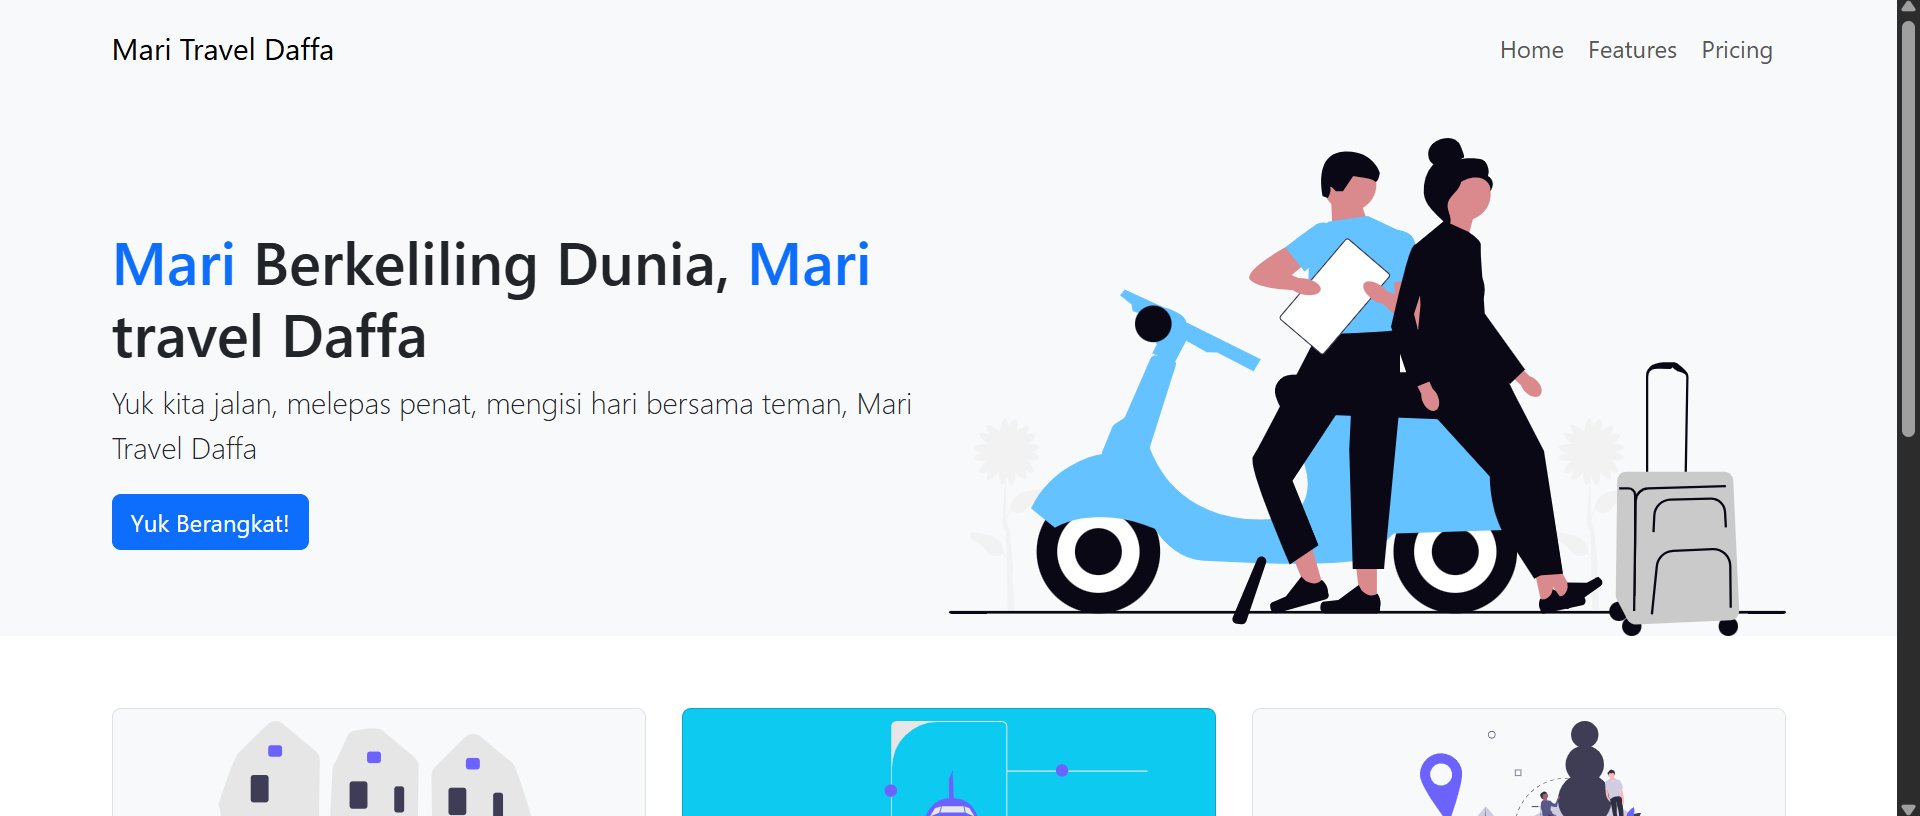 Mari Travel Daffa
Home Features Pricing
Mari Berkeliling Dunia, Mari
travel Daffa
Yuk kita jalan, melepas penat, mengisi hari bersama teman, Mari
Travel Daffa
Yuk Berangkat!